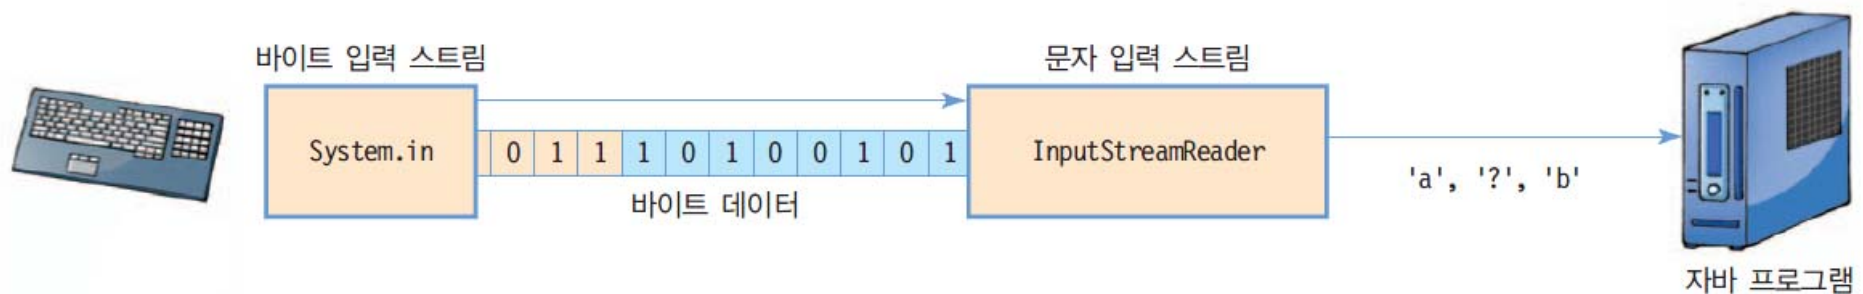 바이트 입력 스트림
문자 입력 스트림
System.in
0 1 1 1 0 1 0 0 1 0 1
InputStreamReader
'a', '?', 'b'
바이트 데이터
자바 프로그램